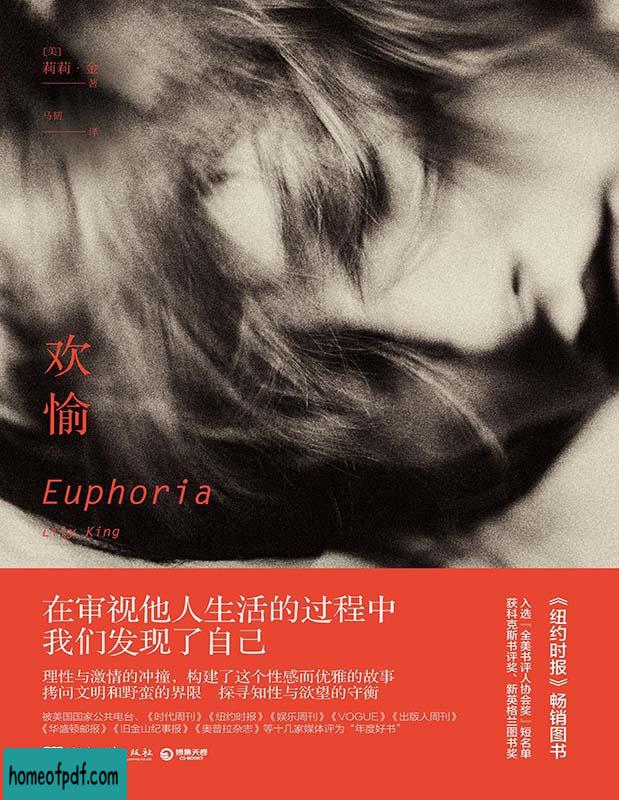 [美]
莉莉·金
著
马韧
译
欢
愉
Euphoria
Lily King
在审视他人生活的过程中
我们发现了自己
理性与激情的冲撞，构建了这个性感而优雅的故事
拷问文明和野蛮的界限 探寻知性与欲望的守衡
被美国国家公共电台、《时代周刊》《纽约时报》《娱乐周刊》《VOGUE》《出版人周刊》
《华盛顿邮报》《旧金山纪事报》《奥普拉杂志》等十几家媒体评为“年度好书”
《纽约时报》畅销图书
入选“全美书评人协会奖”短名单
获科克斯书评奖、新英格兰图书奖
版社
博集天卷
CS-BOOKY
homeofpdf.com